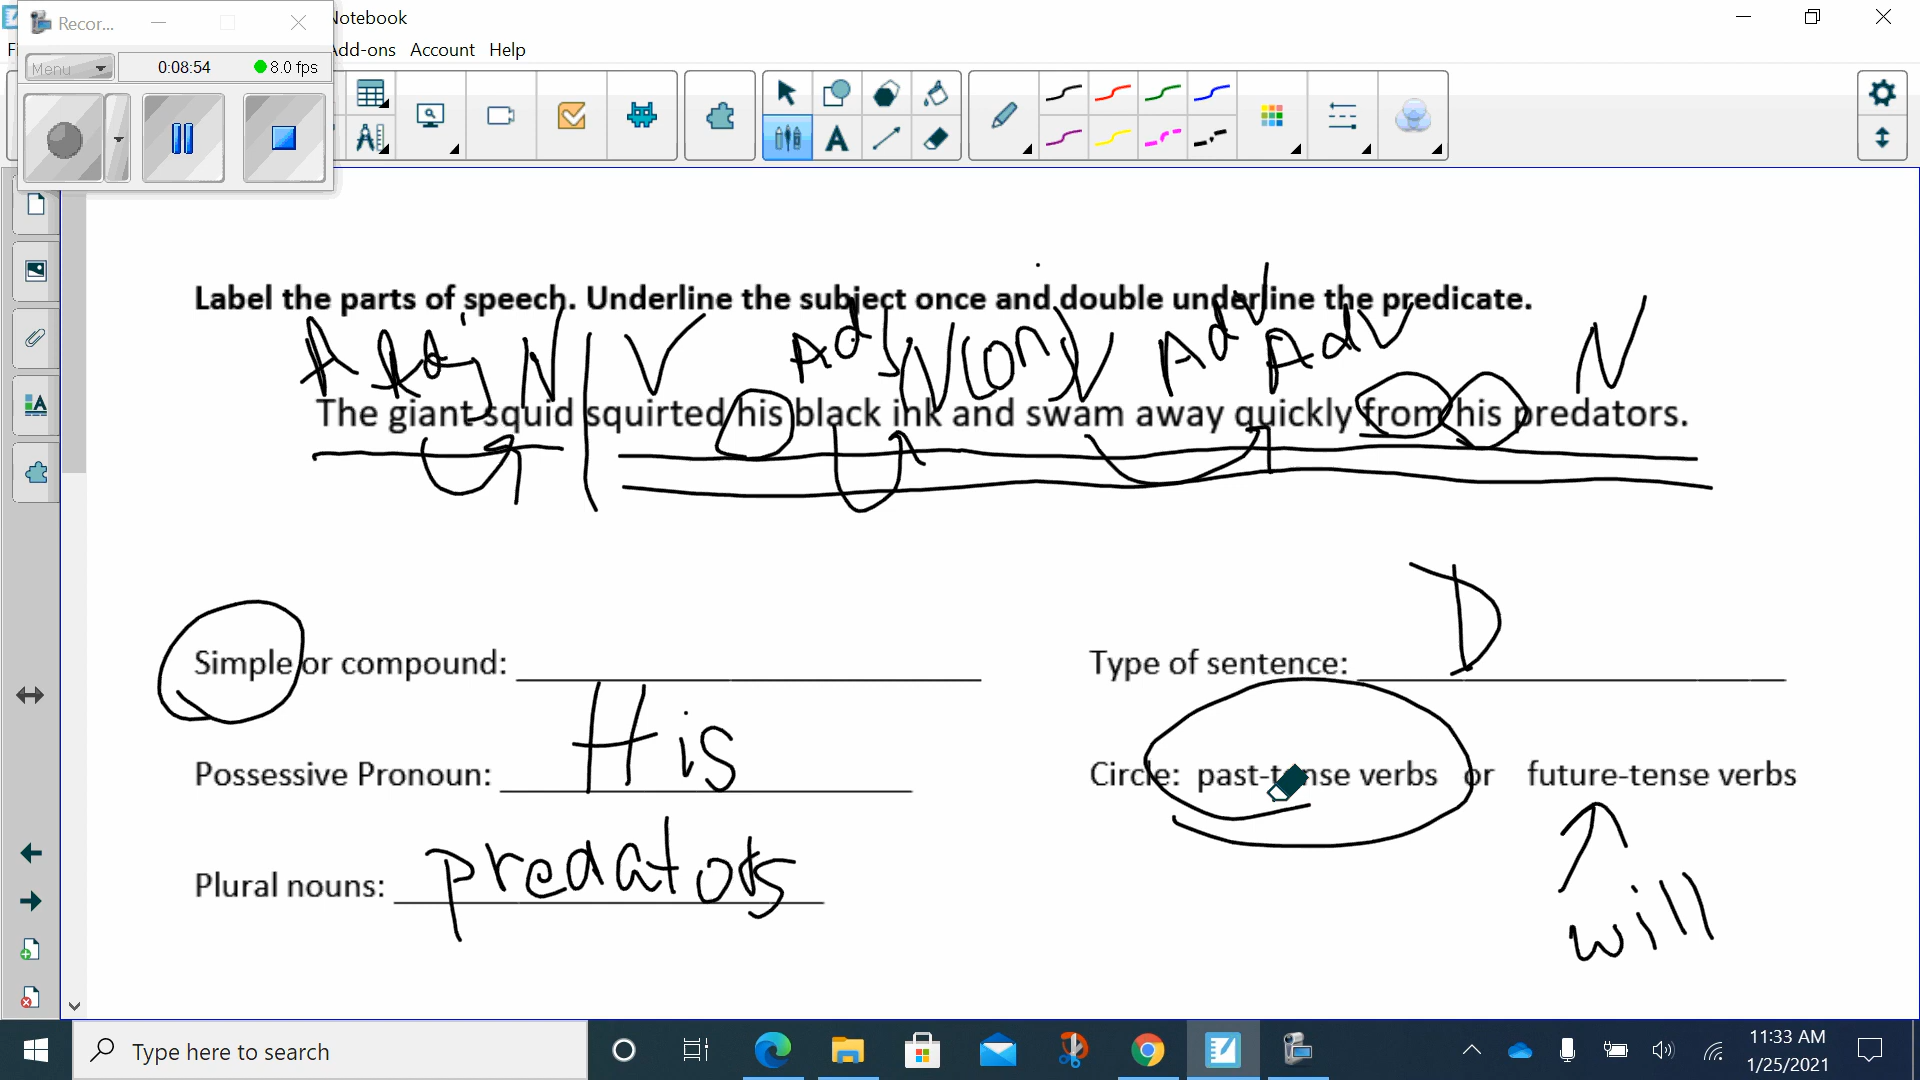 Recor...
Notebook
Add-ons Account Help
Menu
0:08:54
8.0 fps
Label the parts of speech. Underline the subject once and double underline the predicate.
A Adj N V Adj N Conj V Adv Adv N
The giant squid squirted his black ink and swam away quickly from his predators.
D
Simple or compound:
Type of sentence:
His
Possessive Pronoun:
Circle: past-tense verbs or future-tense verbs
predators
Plural nouns:
will
Type here to search
11:33 AM
1/25/2021